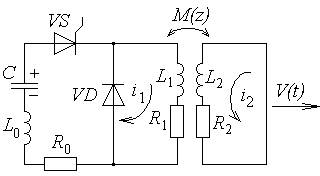 VS
M(z)
C
+
−
VD
i₁
L₁
L₂
i₂
V(t)
L₀
R₀
R₁
R₂